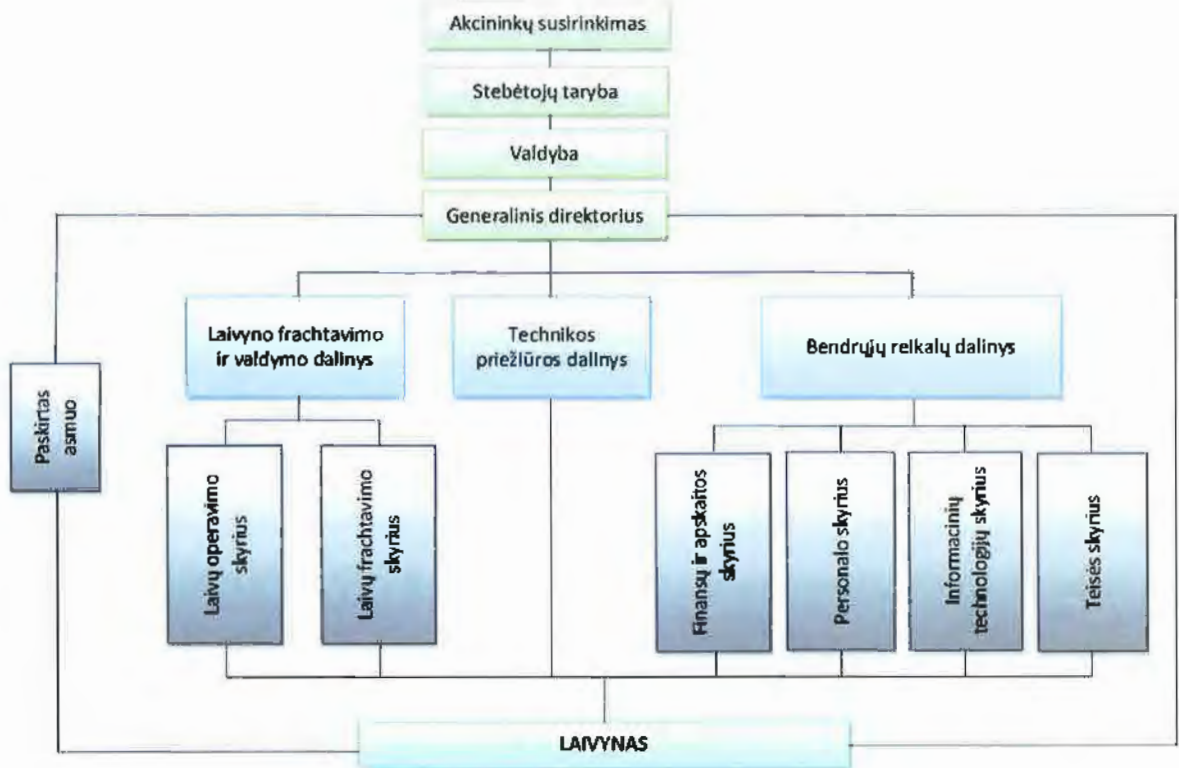 Akcininkų susirinkimas
Stebėtojų taryba
Valdyba
Generalinis direktorius
Laivyno frachtavimo
ir valdymo dalinys
Technikos
priežiūros dalinys
Bendrųjų reikalų dalinys
Paskirtas
asmuo
Laivų operavimo
skyrius
Laivų frachtavimo
skyrius
Finansų ir apskaitos
skyrius
Personalo skyrius
Informacinių
technologijų skyrius
Teisės skyrius
LAIVYNAS